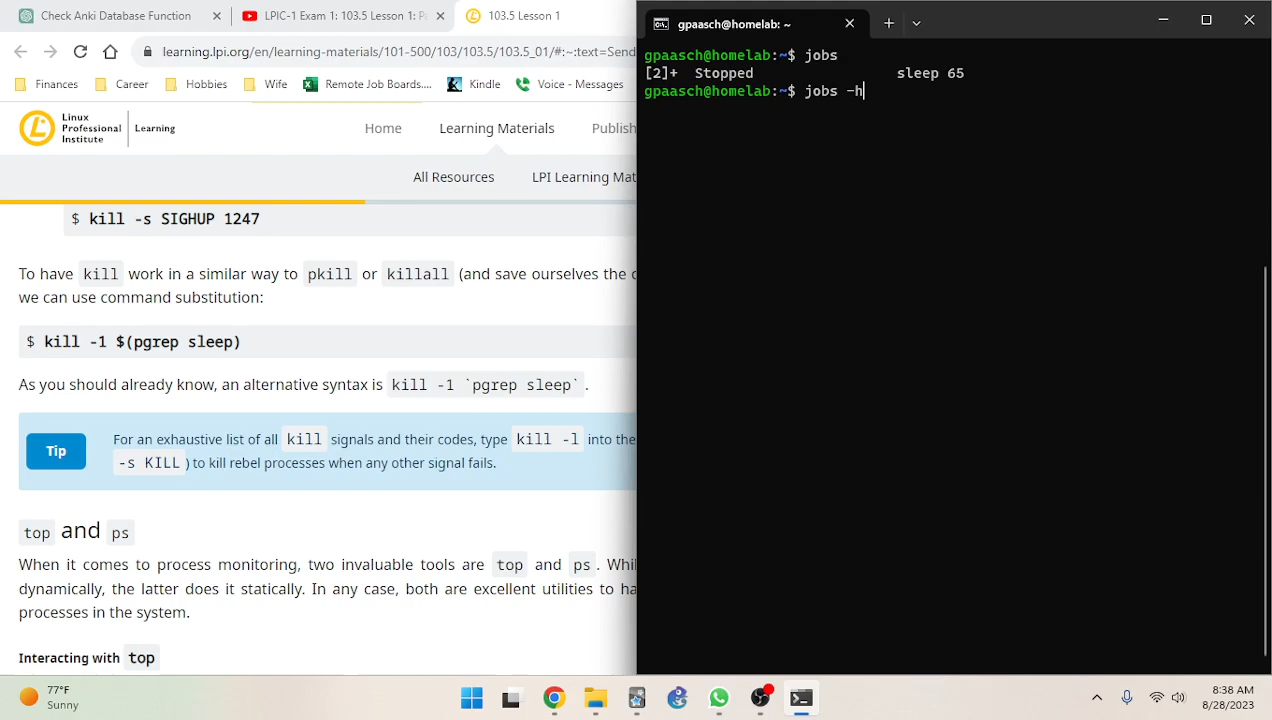 Check Anki Database Function
LPIC-1 Exam 1: 103.5 Lesson 1: P
103.5 Lesson 1
learning.lpi.org/en/learning-materials/101-500/103/103.5/103.5_01/#:~:text=Send
Finances
Career
Hobbies
Wife
Remote Job Boards....
Kindle
Voice - Messages
Linux
Professional
Institute
Learning
Home
Learning Materials
Publish
All Resources
LPI Learning Mat
$ kill -s SIGHUP 1247
To have kill work in a similar way to pkill or killall (and save ourselves the
we can use command substitution:
$ kill -1 $(pgrep sleep)
As you should already know, an alternative syntax is kill -1 `pgrep sleep`.
Tip
For an exhaustive list of all kill signals and their codes, type kill -l into the
-s KILL ) to kill rebel processes when any other signal fails.
top and ps
When it comes to process monitoring, two invaluable tools are top and ps. Whi
dynamically, the latter does it statically. In any case, both are excellent utilities to ha
processes in the system.
Interacting with top
gpaasch@homelab: ~
gpaasch@homelab:~$ jobs
[2]+ Stopped sleep 65
gpaasch@homelab:~$ jobs -h
77°F
Sunny
8:38 AM
8/28/2023